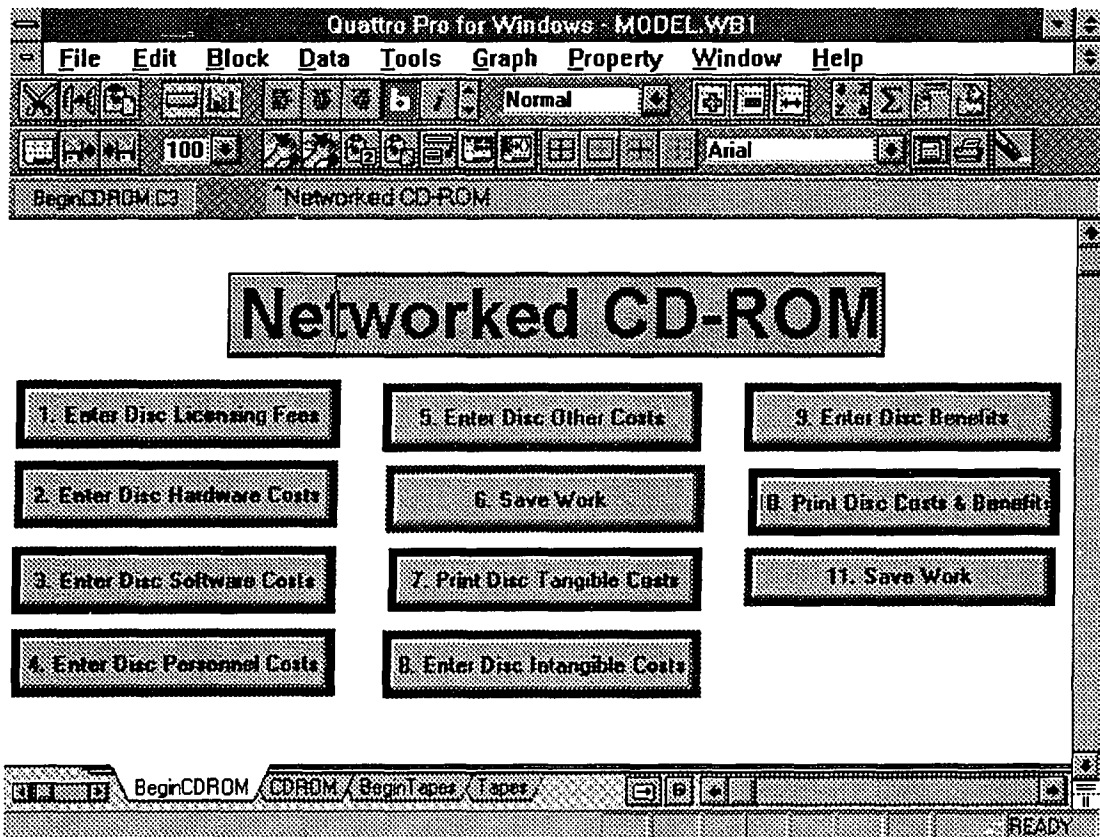 Quattro Pro for Windows - MODEL.WB1
File Edit Block Data Tools Graph Property Window Help
Normal
100 Arial
BeginCDROM:C3 ^Networked CD-ROM
Networked CD-ROM
1. Enter Disc Licensing Fees
2. Enter Disc Hardware Costs
3. Enter Disc Software Costs
4. Enter Disc Personnel Costs
5. Enter Disc Other Costs
6. Save Work
7. Print Disc Tangible Costs
8. Enter Disc Intangible Costs
9. Enter Disc Benefits
8. Print Disc Costs & Benefits
11. Save Work
BeginCDROM CDROM BeginTapes Tapes
READY